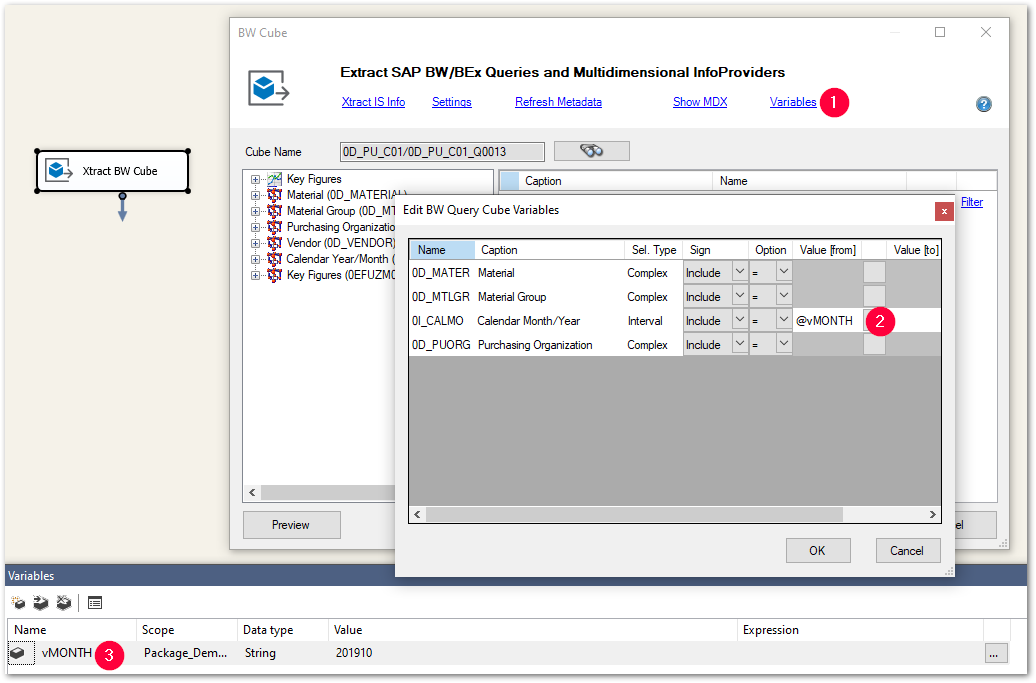 BW Cube
Extract SAP BW/BEx Queries and Multidimensional InfoProviders
Xtract IS Info Settings Refresh Metadata Show MDX Variables 1
?
Xtract BW Cube
Cube Name 0D_PU_C01/0D_PU_C01_Q0013
Key Figures
Material (0D_MATERIAL)
Material Group (0D_MT
Purchasing Organizatio
Vendor (0D_VENDOR)
Calendar Year/Month (
Key Figures (0EFUZM0
Caption Name
Filter
Edit BW Query Cube Variables
x
Name Caption Sel. Type Sign Option Value [from] Value [to]
0D_MATER Material Complex Include =
0D_MTLGR Material Group Complex Include =
0I_CALMO Calendar Month/Year Interval Include = @vMONTH 2
0D_PUORG Purchasing Organization Complex Include =
Preview
el
OK Cancel
Variables
Name Scope Data type Value Expression
vMONTH 3 Package_Dem... String 201910 ...